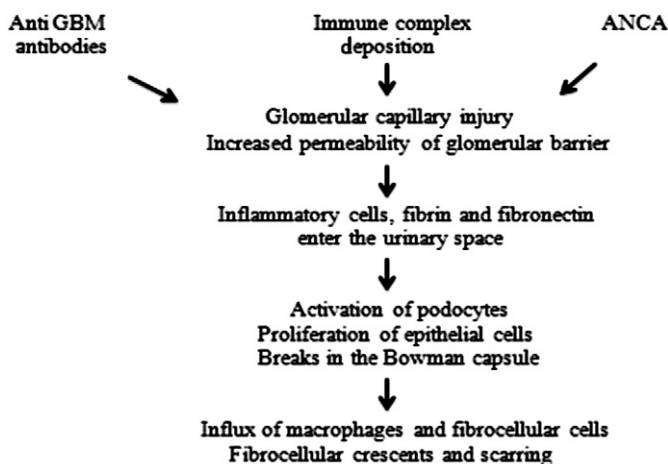 Anti GBM
antibodies
Immune complex
deposition
ANCA
Glomerular capillary injury
Increased permeability of glomerular barrier
Inflammatory cells, fibrin and fibronectin
enter the urinary space
Activation of podocytes
Proliferation of epithelial cells
Breaks in the Bowman capsule
Influx of macrophages and fibrocellular cells
Fibrocellular crescents and scarring